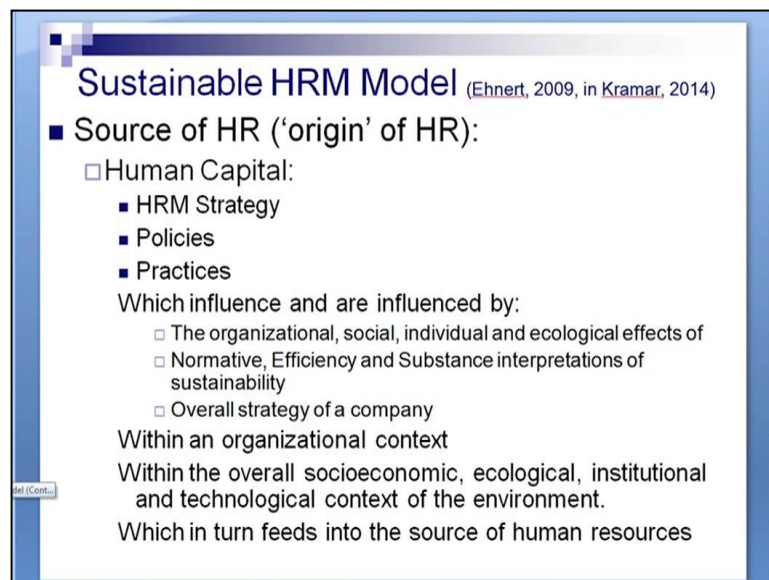 Sustainable HRM Model (Ehnert, 2009, in Kramar, 2014)
Source of HR (‘origin’ of HR):
Human Capital:
HRM Strategy
Policies
Practices
Which influence and are influenced by:
The organizational, social, individual and ecological effects of
Normative, Efficiency and Substance interpretations of
sustainability
Overall strategy of a company
Within an organizational context
Within the overall socioeconomic, ecological, institutional
del (Cont...
and technological context of the environment.
Which in turn feeds into the source of human resources